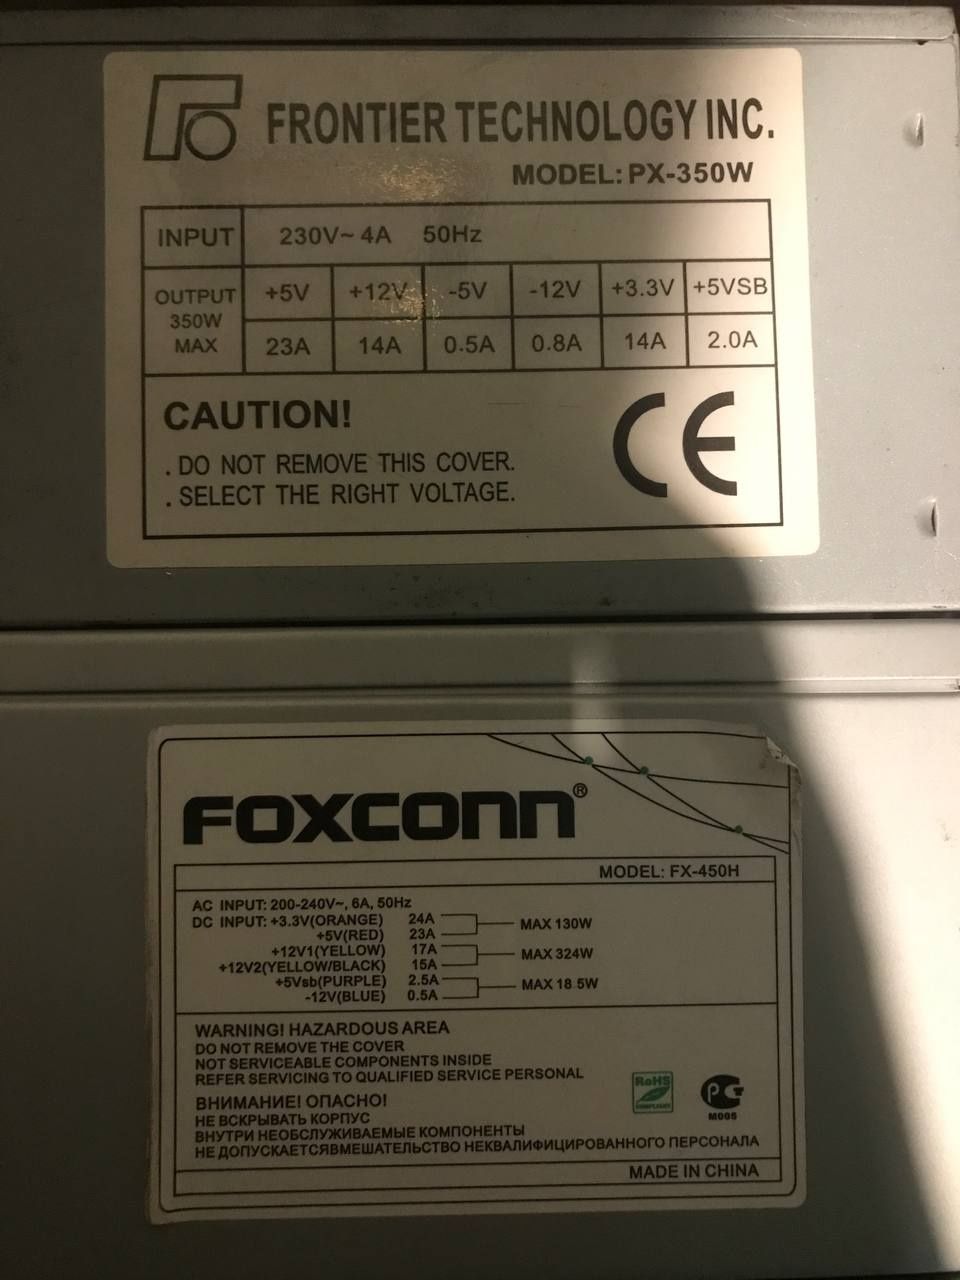 FRONTIER TECHNOLOGY INC.
MODEL: PX-350W
INPUT 230V~ 4A 50Hz
OUTPUT 350W MAX +5V +12V -5V -12V +3.3V +5VSB
23A 14A 0.5A 0.8A 14A 2.0A
CAUTION!
. DO NOT REMOVE THIS COVER.
. SELECT THE RIGHT VOLTAGE.
CE
FOXCONN®
MODEL: FX-450H
AC INPUT: 200-240V~, 6A, 50Hz
DC INPUT: +3.3V(ORANGE) 24A
+5V(RED) 23A
MAX 130W
+12V1(YELLOW) 17A
+12V2(YELLOW/BLACK) 15A
MAX 324W
+5Vsb(PURPLE) 2.5A
-12V(BLUE) 0.5A
MAX 18.5W
WARNING! HAZARDOUS AREA
DO NOT REMOVE THE COVER
NOT SERVICEABLE COMPONENTS INSIDE
REFER SERVICING TO QUALIFIED SERVICE PERSONAL
ВНИМАНИЕ! ОПАСНО!
НЕ ВСКРЫВАТЬ КОРПУС
ВНУТРИ НЕОБСЛУЖИВАЕМЫЕ КОМПОНЕНТЫ
НЕ ДОПУСКАЕТСЯВМЕШАТЕЛЬСТВО НЕКВАЛИФИЦИРОВАННОГО ПЕРСОНАЛА
RoHS
COMPLIANT
РСТ
M005
MADE IN CHINA